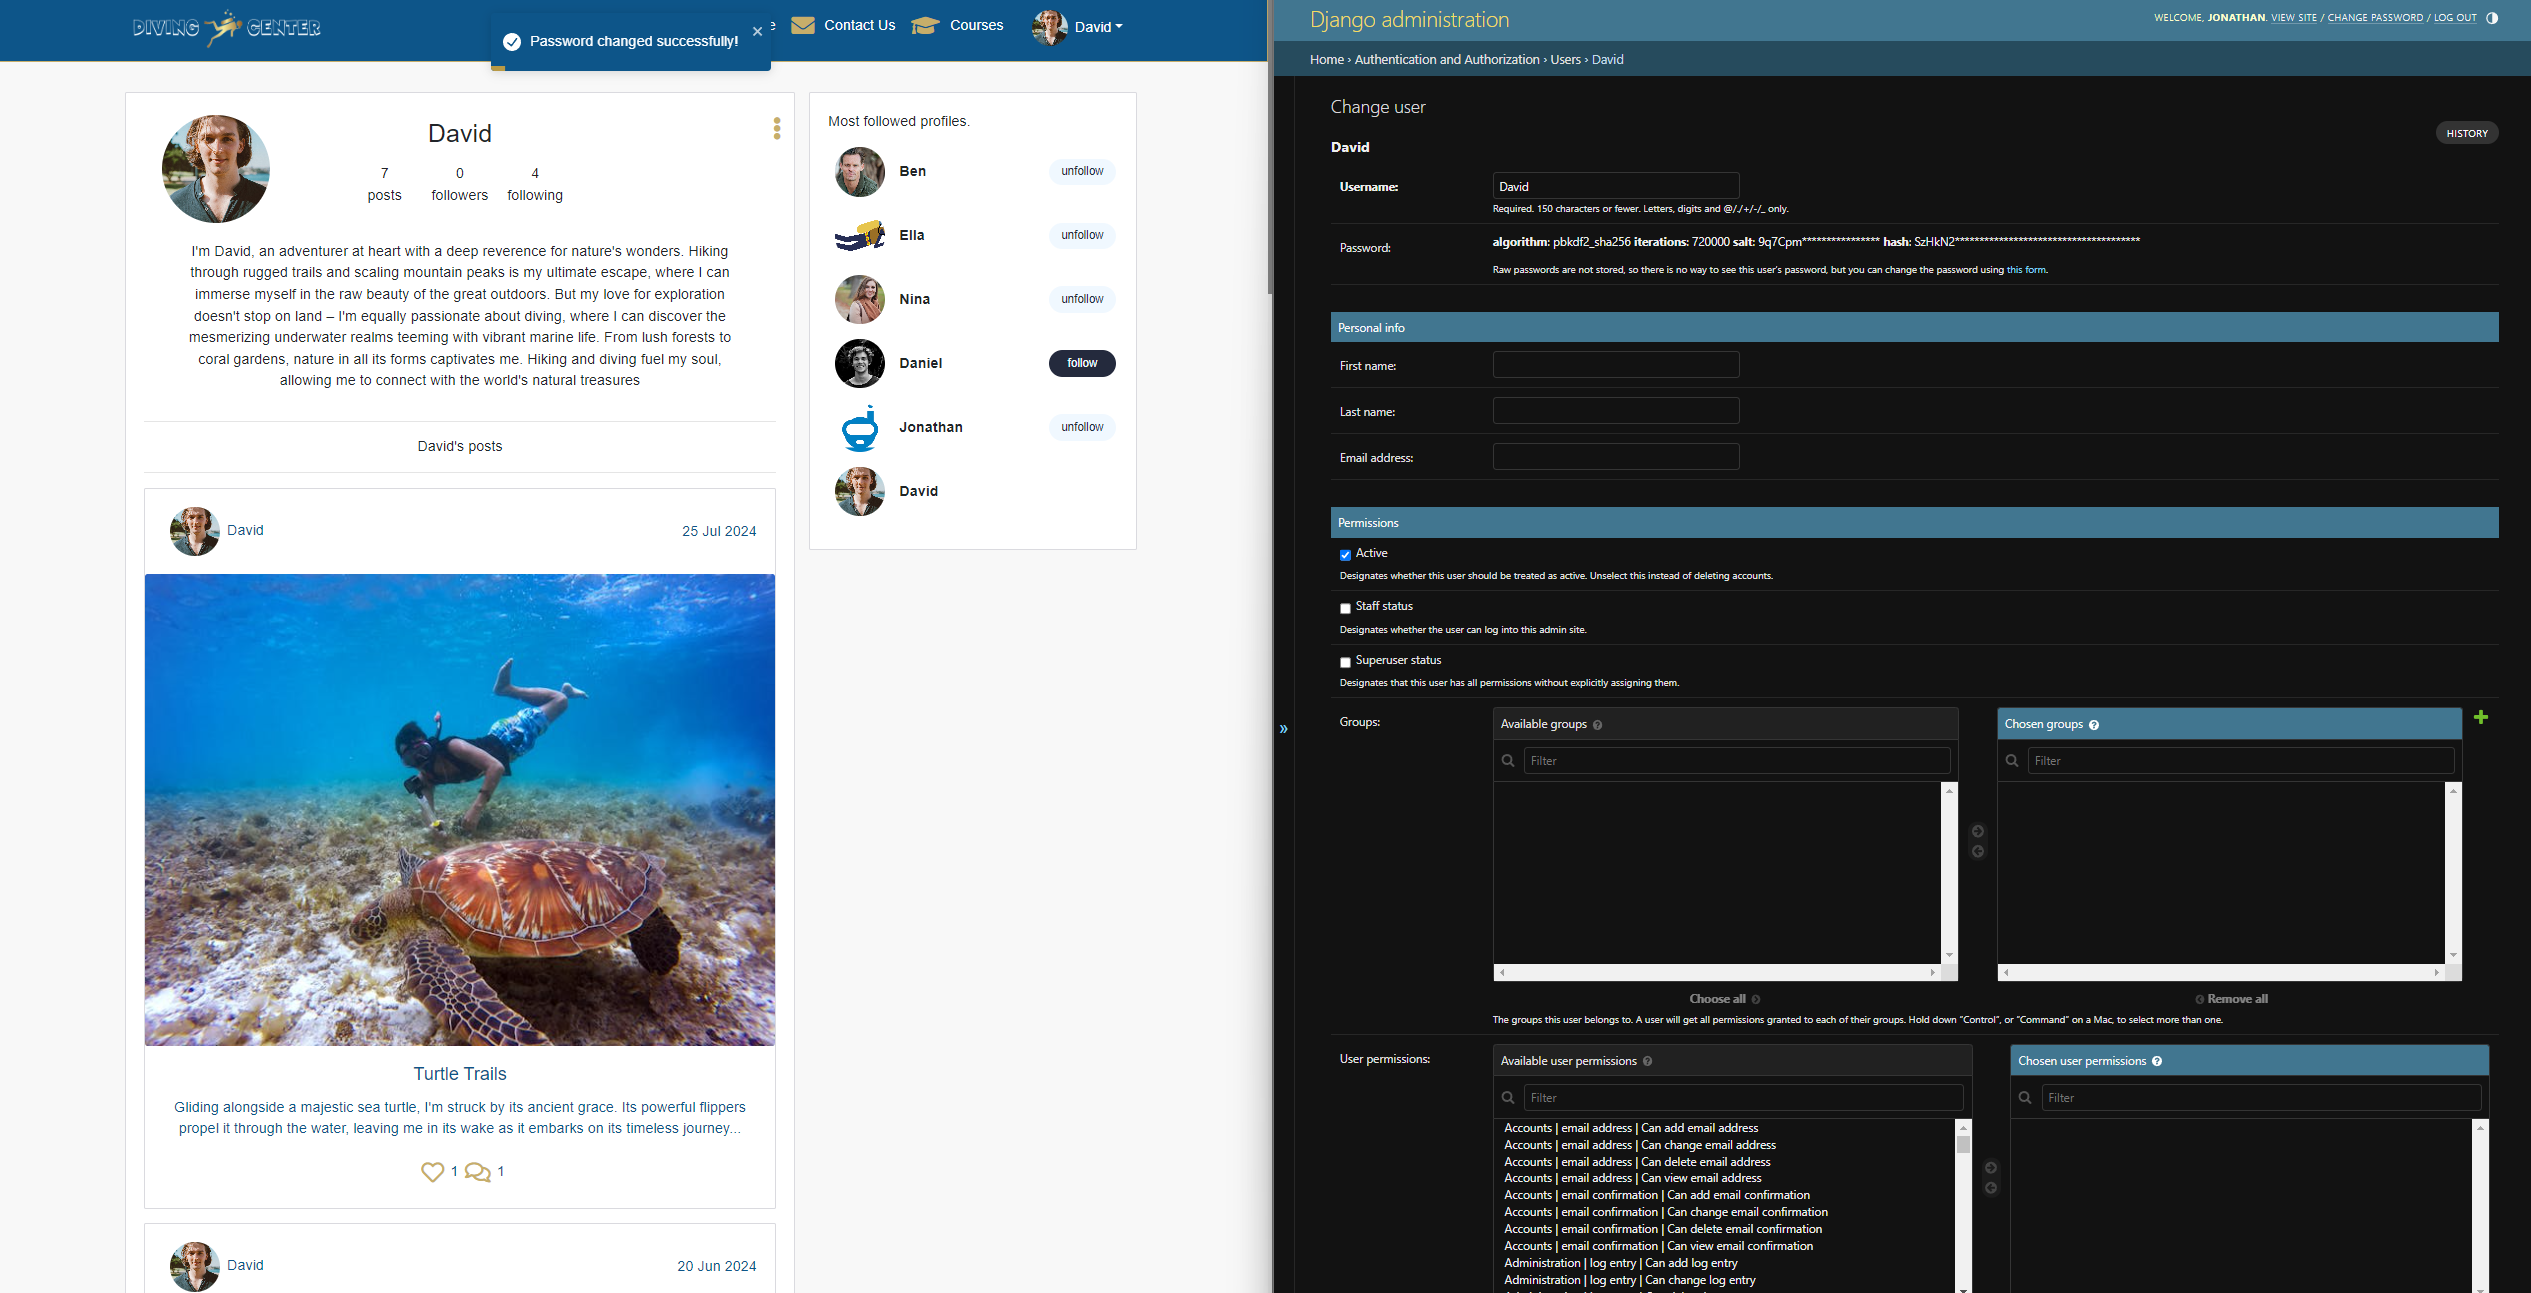 DIVING CENTER
Password changed successfully!
Contact Us
Courses
David
David
7
0
4
posts
followers
following
I'm David, an adventurer at heart with a deep reverence for nature's wonders. Hiking
through rugged trails and scaling mountain peaks is my ultimate escape, where I can
immerse myself in the raw beauty of the great outdoors. But my love for exploration
doesn't stop on land – I'm equally passionate about diving, where I can discover the
mesmerizing underwater realms teeming with vibrant marine life. From lush forests to
coral gardens, nature in all its forms captivates me. Hiking and diving fuel my soul,
allowing me to connect with the world's natural treasures
David's posts
David
25 Jul 2024
Turtle Trails
Gliding alongside a majestic sea turtle, I'm struck by its ancient grace. Its powerful flippers
propel it through the water, leaving me in its wake as it embarks on its timeless journey...
1
1
David
20 Jun 2024
Most followed profiles.
Ben
unfollow
Ella
unfollow
Nina
unfollow
Daniel
follow
Jonathan
unfollow
David
Django administration
WELCOME, JONATHAN. VIEW SITE / CHANGE PASSWORD / LOG OUT
Home › Authentication and Authorization › Users › David
Change user
HISTORY
David
Username:
David
Required. 150 characters or fewer. Letters, digits and @/./+/-/_ only.
Password:
algorithm: pbkdf2_sha256 iterations: 720000 salt: 9q7Cpm**************** hash: SzHkN2**************************************
Raw passwords are not stored, so there is no way to see this user's password, but you can change the password using this form.
Personal info
First name:
Last name:
Email address:
Permissions
Active
Designates whether this user should be treated as active. Unselect this instead of deleting accounts.
Staff status
Designates whether the user can log into this admin site.
Superuser status
Designates that this user has all permissions without explicitly assigning them.
»
Groups:
Available groups
Filter
Choose all
Chosen groups
Filter
Remove all
The groups this user belongs to. A user will get all permissions granted to each of their groups. Hold down “Control”, or “Command” on a Mac, to select more than one.
User permissions:
Available user permissions
Filter
Accounts | email address | Can add email address
Accounts | email address | Can change email address
Accounts | email address | Can delete email address
Accounts | email address | Can view email address
Accounts | email confirmation | Can add email confirmation
Accounts | email confirmation | Can change email confirmation
Accounts | email confirmation | Can delete email confirmation
Accounts | email confirmation | Can view email confirmation
Administration | log entry | Can add log entry
Administration | log entry | Can change log entry
Chosen user permissions
Filter